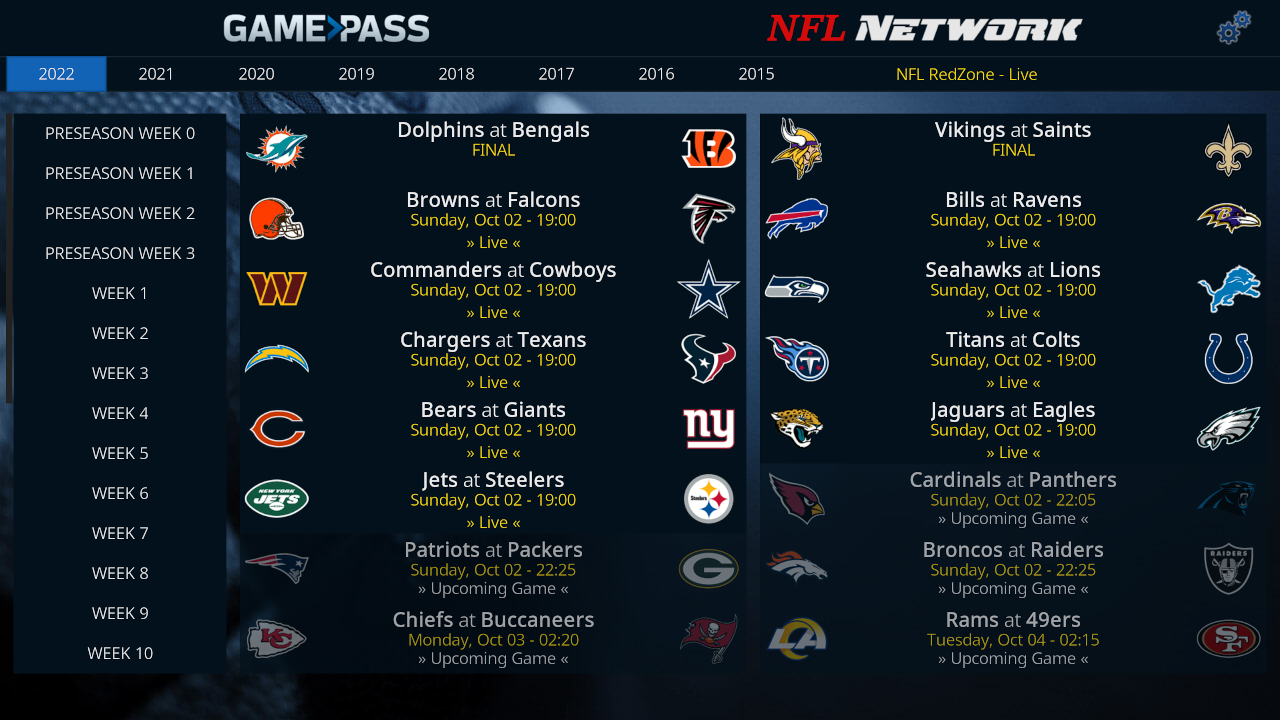 GAME PASS
NFL NETWORK
2022 2021 2020 2019 2018 2017 2016 2015 NFL RedZone - Live
PRESEASON WEEK 0
PRESEASON WEEK 1
PRESEASON WEEK 2
PRESEASON WEEK 3
WEEK 1
WEEK 2
WEEK 3
WEEK 4
WEEK 5
WEEK 6
WEEK 7
WEEK 8
WEEK 9
WEEK 10
Dolphins at Bengals
FINAL
Browns at Falcons
Sunday, Oct 02 - 19:00
» Live «
Commanders at Cowboys
Sunday, Oct 02 - 19:00
» Live «
Chargers at Texans
Sunday, Oct 02 - 19:00
» Live «
Bears at Giants
Sunday, Oct 02 - 19:00
» Live «
ny
Jets at Steelers
Sunday, Oct 02 - 19:00
» Live «
NEW YORK
JETS
Steelers
Patriots at Packers
Sunday, Oct 02 - 22:25
» Upcoming Game «
G
Chiefs at Buccaneers
Monday, Oct 03 - 02:20
» Upcoming Game «
KC
Vikings at Saints
FINAL
Bills at Ravens
Sunday, Oct 02 - 19:00
» Live «
Seahawks at Lions
Sunday, Oct 02 - 19:00
» Live «
Titans at Colts
Sunday, Oct 02 - 19:00
» Live «
Jaguars at Eagles
Sunday, Oct 02 - 19:00
» Live «
Cardinals at Panthers
Sunday, Oct 02 - 22:05
» Upcoming Game «
Broncos at Raiders
Sunday, Oct 02 - 22:25
» Upcoming Game «
RAIDERS
Rams at 49ers
Tuesday, Oct 04 - 02:15
» Upcoming Game «
SF